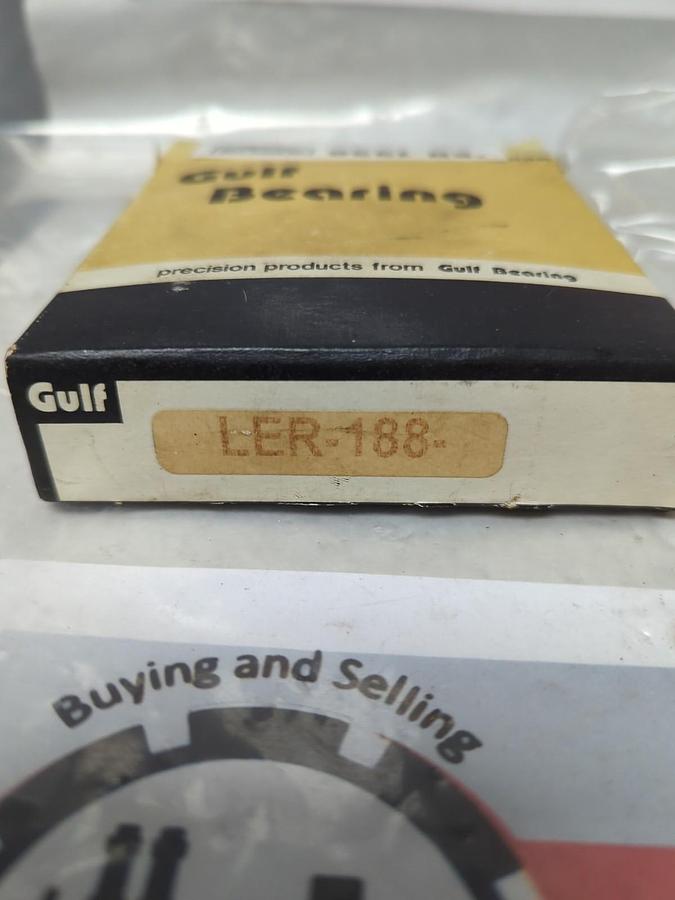 Gulf
Bearing
precision products from Gulf Bearing
Gulf
LER-188-
Buying and Selling